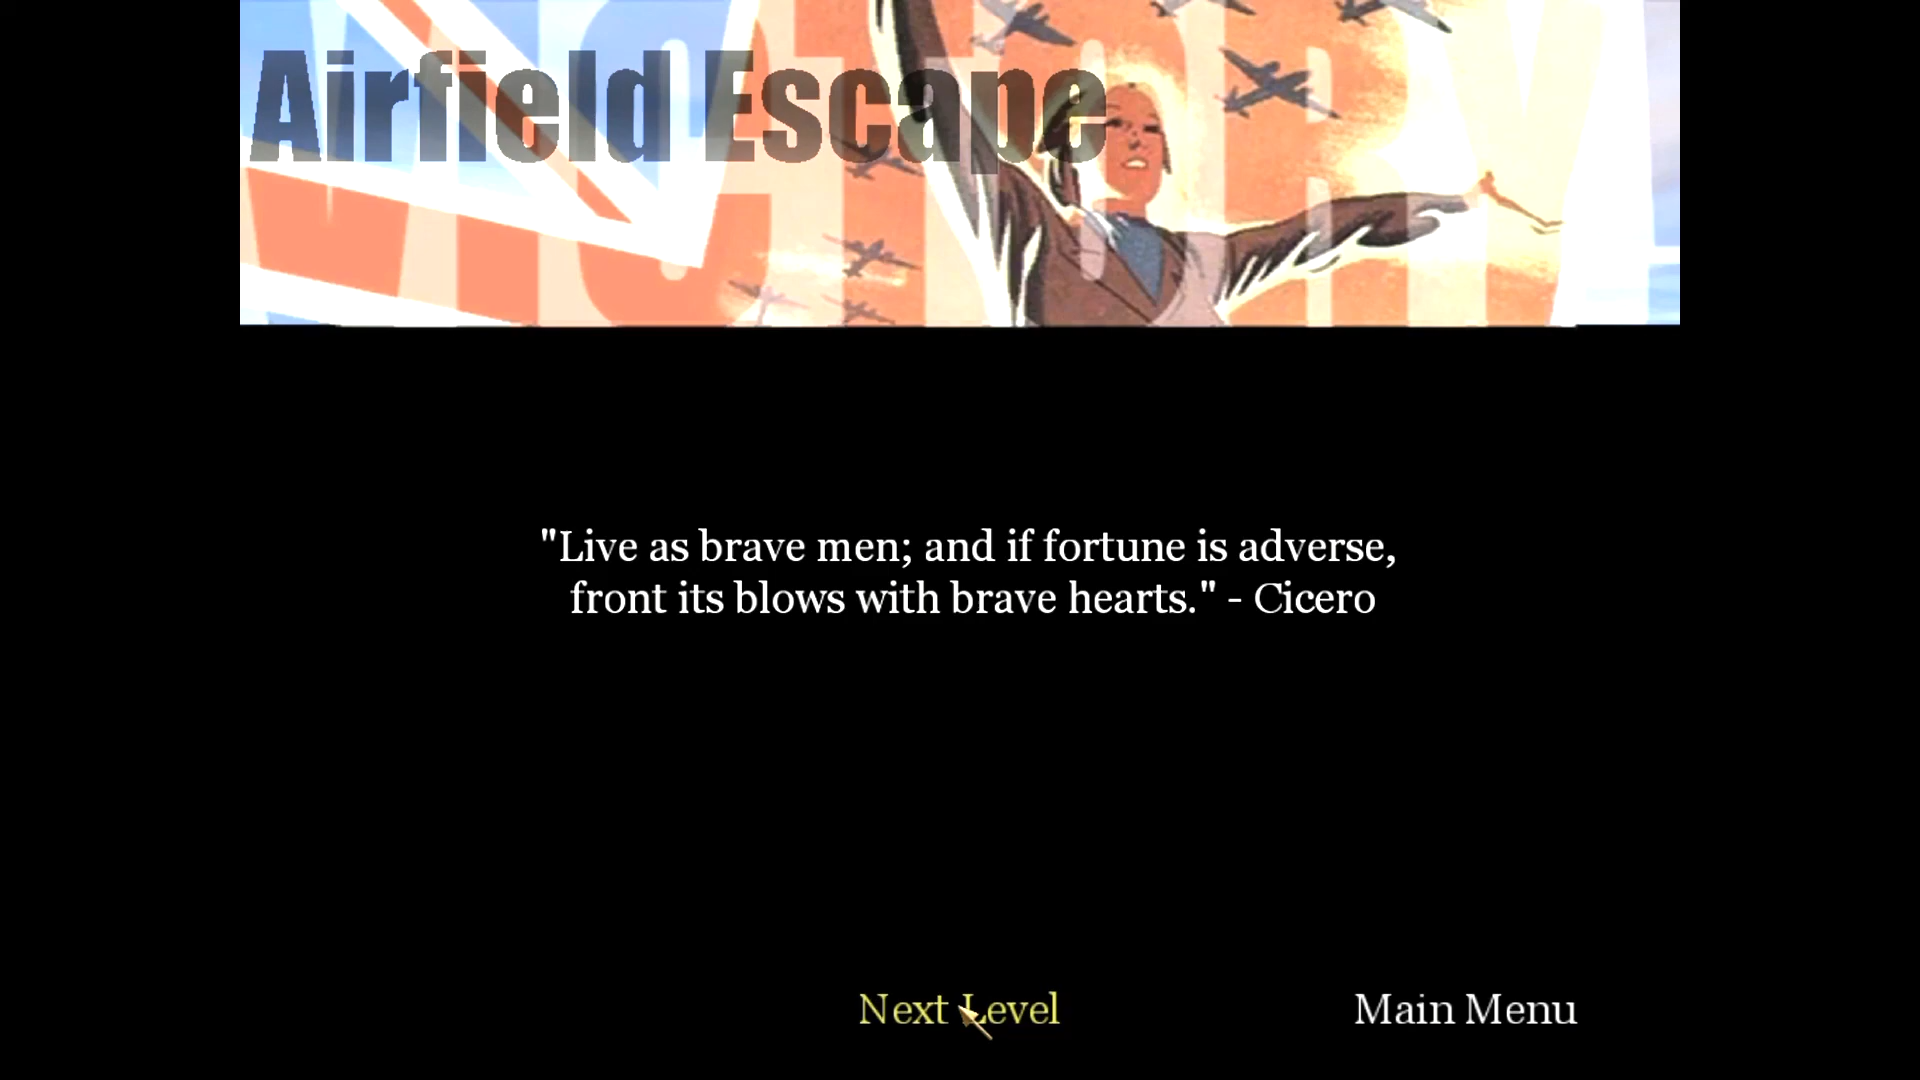 VICTORY
Airfield Escape
"Live as brave men; and if fortune is adverse,
front its blows with brave hearts." - Cicero
Next Level
Main Menu